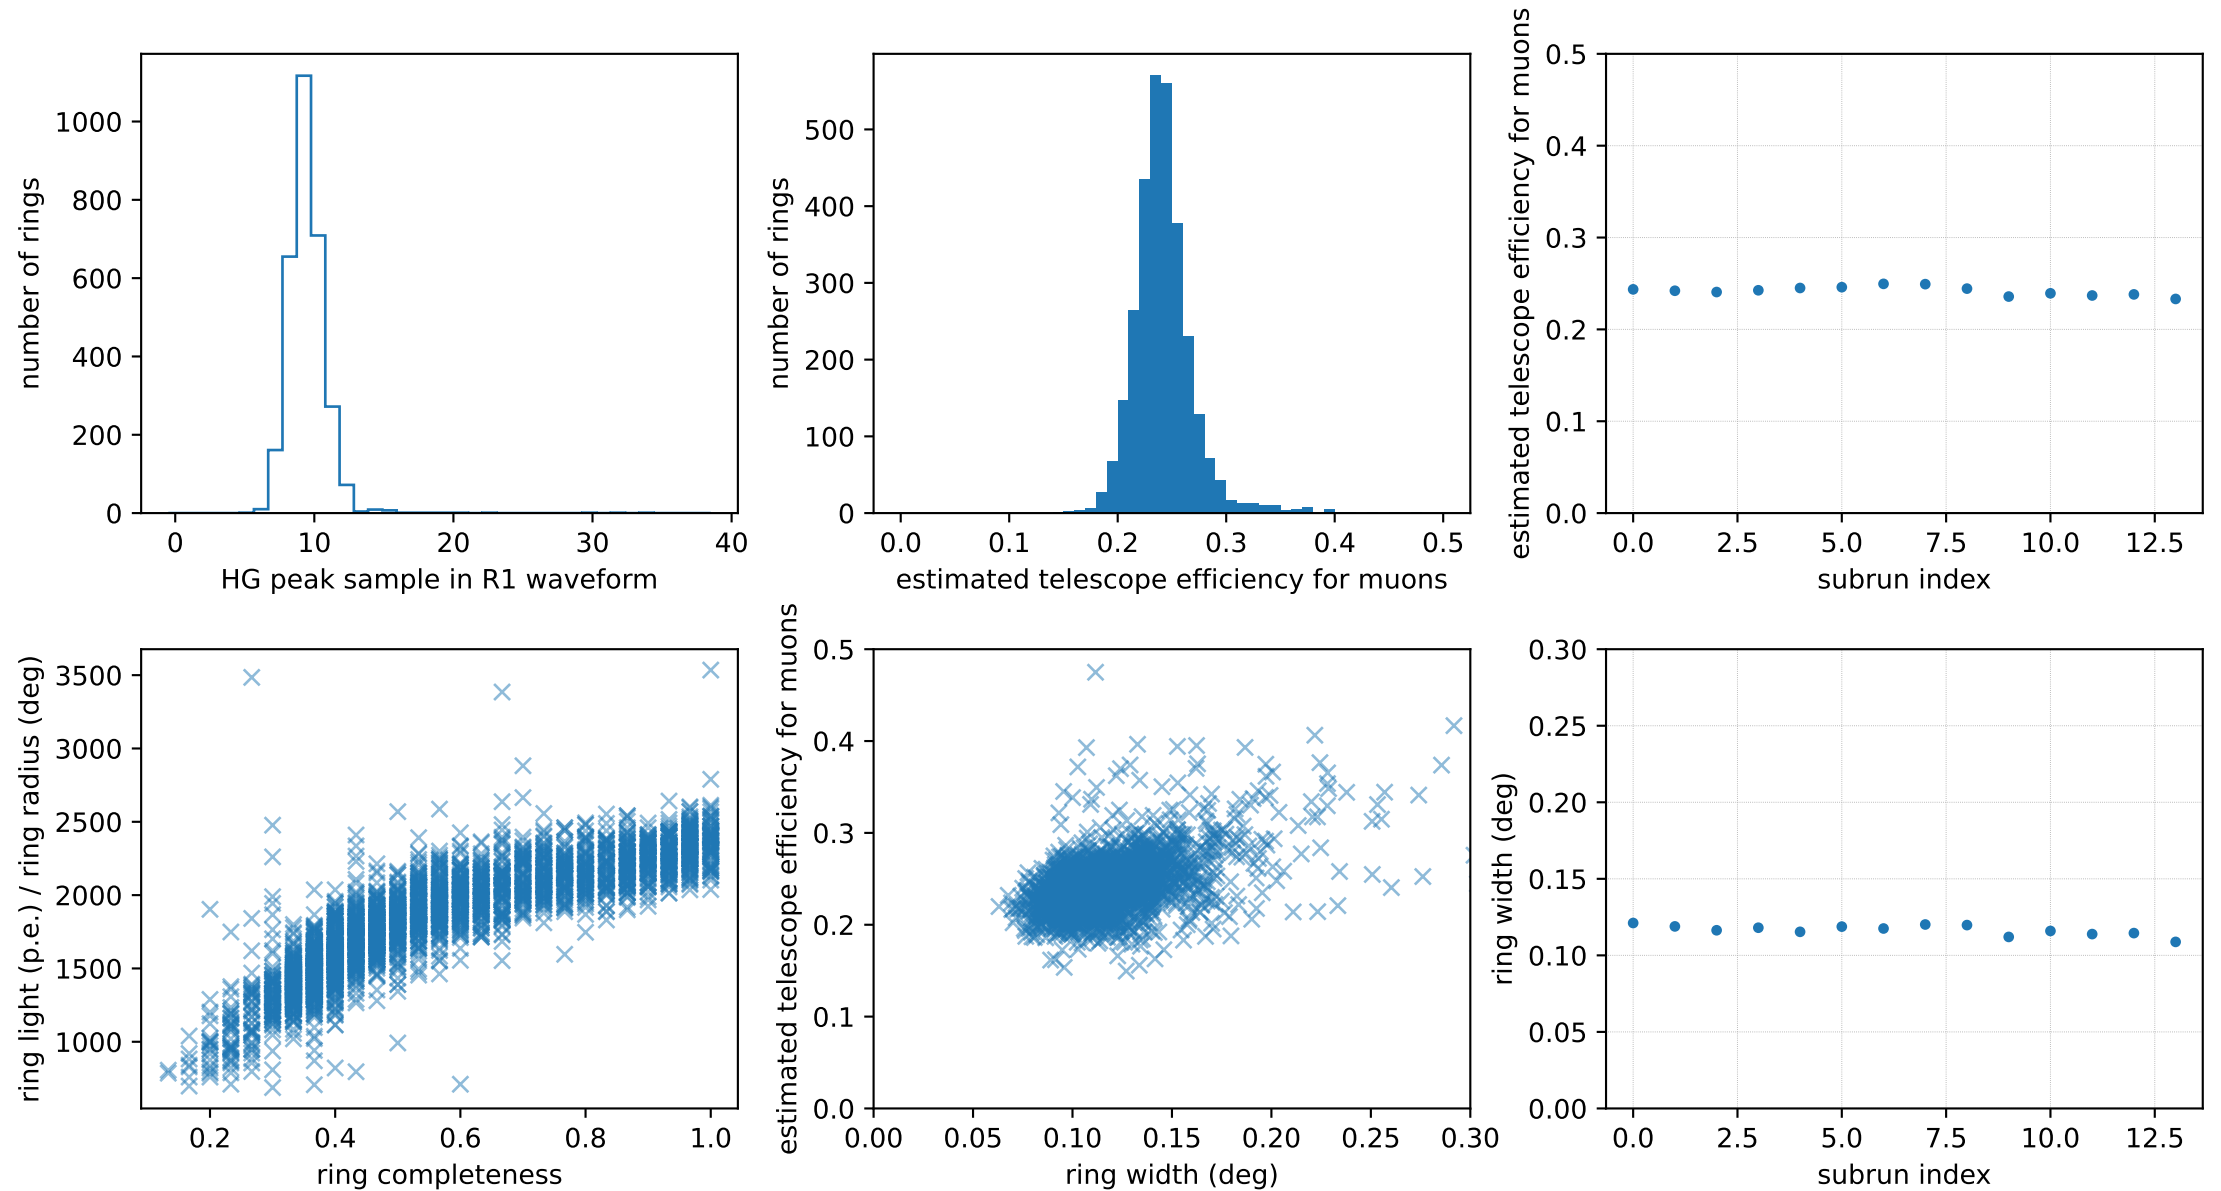 number of rings
1000
800
600
400
200
0
0 10 20 30 40
HG peak sample in R1 waveform
number of rings
500
400
300
200
100
0
0.0 0.1 0.2 0.3 0.4 0.5
estimated telescope efficiency for muons
estimated telescope efficiency for muons
0.5
0.4
0.3
0.2
0.1
0.0
0.0 2.5 5.0 7.5 10.0 12.5
subrun index
ring light (p.e.) / ring radius (deg)
3500
3000
2500
2000
1500
1000
0.2 0.4 0.6 0.8 1.0
ring completeness
estimated telescope efficiency for muons
0.5
0.4
0.3
0.2
0.1
0.0
0.00 0.05 0.10 0.15 0.20 0.25 0.30
ring width (deg)
ring width (deg)
0.30
0.25
0.20
0.15
0.10
0.05
0.00
0.0 2.5 5.0 7.5 10.0 12.5
subrun index